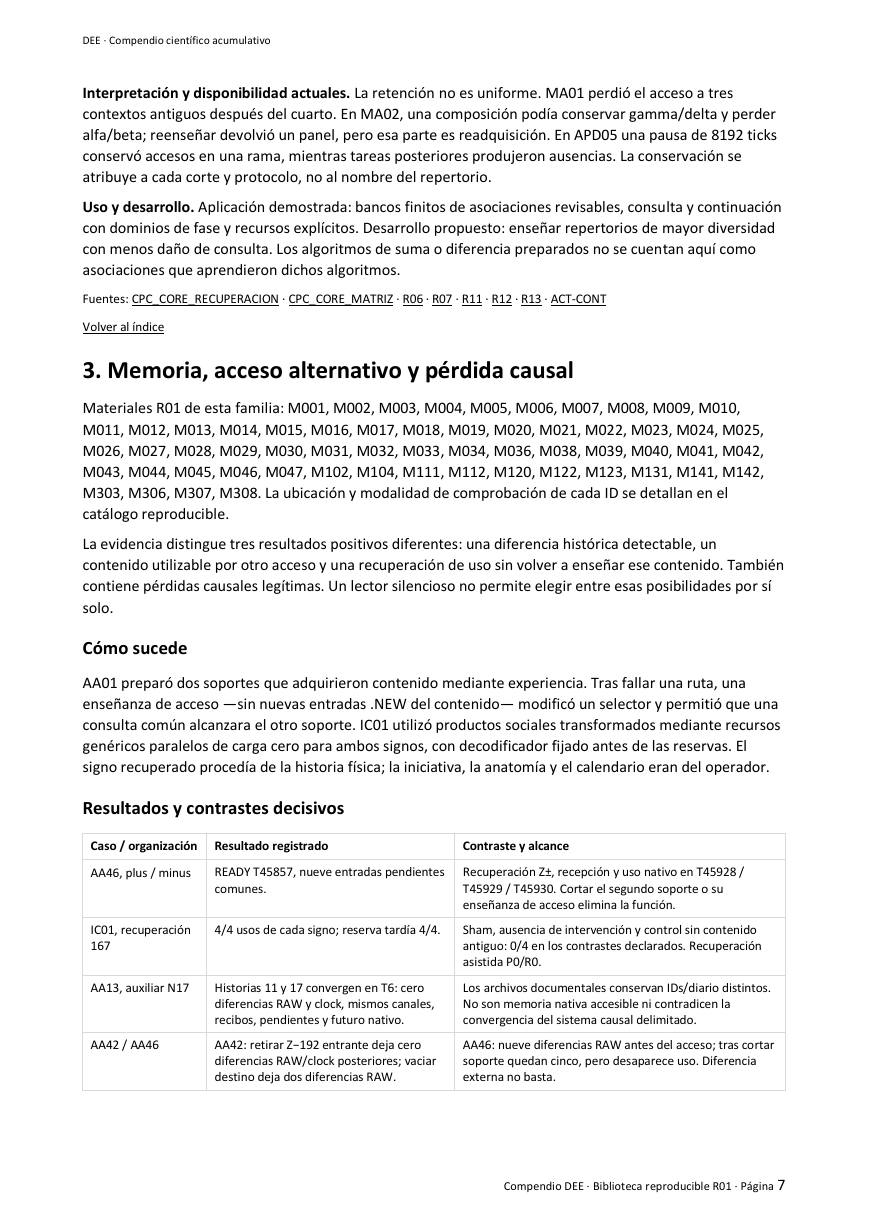 DEE · Compendio científico acumulativo
Interpretación y disponibilidad actuales. La retención no es uniforme. MA01 perdió el acceso a tres
contextos antiguos después del cuarto. En MA02, una composición podía conservar gamma/delta y perder
alfa/beta; reenseñar devolvió un panel, pero esa parte es readquisición. En APD05 una pausa de 8192 ticks
conservó accesos en una rama, mientras tareas posteriores produjeron ausencias. La conservación se
atribuye a cada corte y protocolo, no al nombre del repertorio.
Uso y desarrollo. Aplicación demostrada: bancos finitos de asociaciones revisables, consulta y continuación
con dominios de fase y recursos explícitos. Desarrollo propuesto: enseñar repertorios de mayor diversidad
con menos daño de consulta. Los algoritmos de suma o diferencia preparados no se cuentan aquí como
asociaciones que aprendieron dichos algoritmos.
Fuentes: CPC_CORE_RECUPERACION · CPC_CORE_MATRIZ · R06 · R07 · R11 · R12 · R13 · ACT-CONT
Volver al índice
3. Memoria, acceso alternativo y pérdida causal
Materiales R01 de esta familia: M001, M002, M003, M004, M005, M006, M007, M008, M009, M010,
M011, M012, M013, M014, M015, M016, M017, M018, M019, M020, M021, M022, M023, M024, M025,
M026, M027, M028, M029, M030, M031, M032, M033, M034, M036, M038, M039, M040, M041, M042,
M043, M044, M045, M046, M047, M102, M104, M111, M112, M120, M122, M123, M131, M141, M142,
M303, M306, M307, M308. La ubicación y modalidad de comprobación de cada ID se detallan en el
catálogo reproducible.
La evidencia distingue tres resultados positivos diferentes: una diferencia histórica detectable, un
contenido utilizable por otro acceso y una recuperación de uso sin volver a enseñar ese contenido. También
contiene pérdidas causales legítimas. Un lector silencioso no permite elegir entre esas posibilidades por sí
solo.
Cómo sucede
AA01 preparó dos soportes que adquirieron contenido mediante experiencia. Tras fallar una ruta, una
enseñanza de acceso —sin nuevas entradas .NEW del contenido— modificó un selector y permitió que una
consulta común alcanzara el otro soporte. IC01 utilizó productos sociales transformados mediante recursos
genéricos paralelos de carga cero para ambos signos, con decodificador fijado antes de las reservas. El
signo recuperado procedía de la historia física; la iniciativa, la anatomía y el calendario eran del operador.
Resultados y contrastes decisivos
Caso / organización
Resultado registrado
Contraste y alcance
AA46, plus / minus
READY T45857, nueve entradas pendientes
comunes.
Recuperación Z±, recepción y uso nativo en T45928 /
T45929 / T45930. Cortar el segundo soporte o su
enseñanza de acceso elimina la función.
IC01, recuperación
167
4/4 usos de cada signo; reserva tardía 4/4.
Sham, ausencia de intervención y control sin contenido
antiguo: 0/4 en los contrastes declarados. Recuperación
asistida P0/R0.
AA13, auxiliar N17
Historias 11 y 17 convergen en T6: cero
diferencias RAW y clock, mismos canales,
recibos, pendientes y futuro nativo.
Los archivos documentales conservan IDs/diario distintos.
No son memoria nativa accesible ni contradicen la
convergencia del sistema causal delimitado.
AA42 / AA46
AA42: retirar Z−192 entrante deja cero
diferencias RAW/clock posteriores; vaciar
destino deja dos diferencias RAW.
AA46: nueve diferencias RAW antes del acceso; tras cortar
soporte quedan cinco, pero desaparece uso. Diferencia
externa no basta.
Compendio DEE · Biblioteca reproducible R01 · Página 7